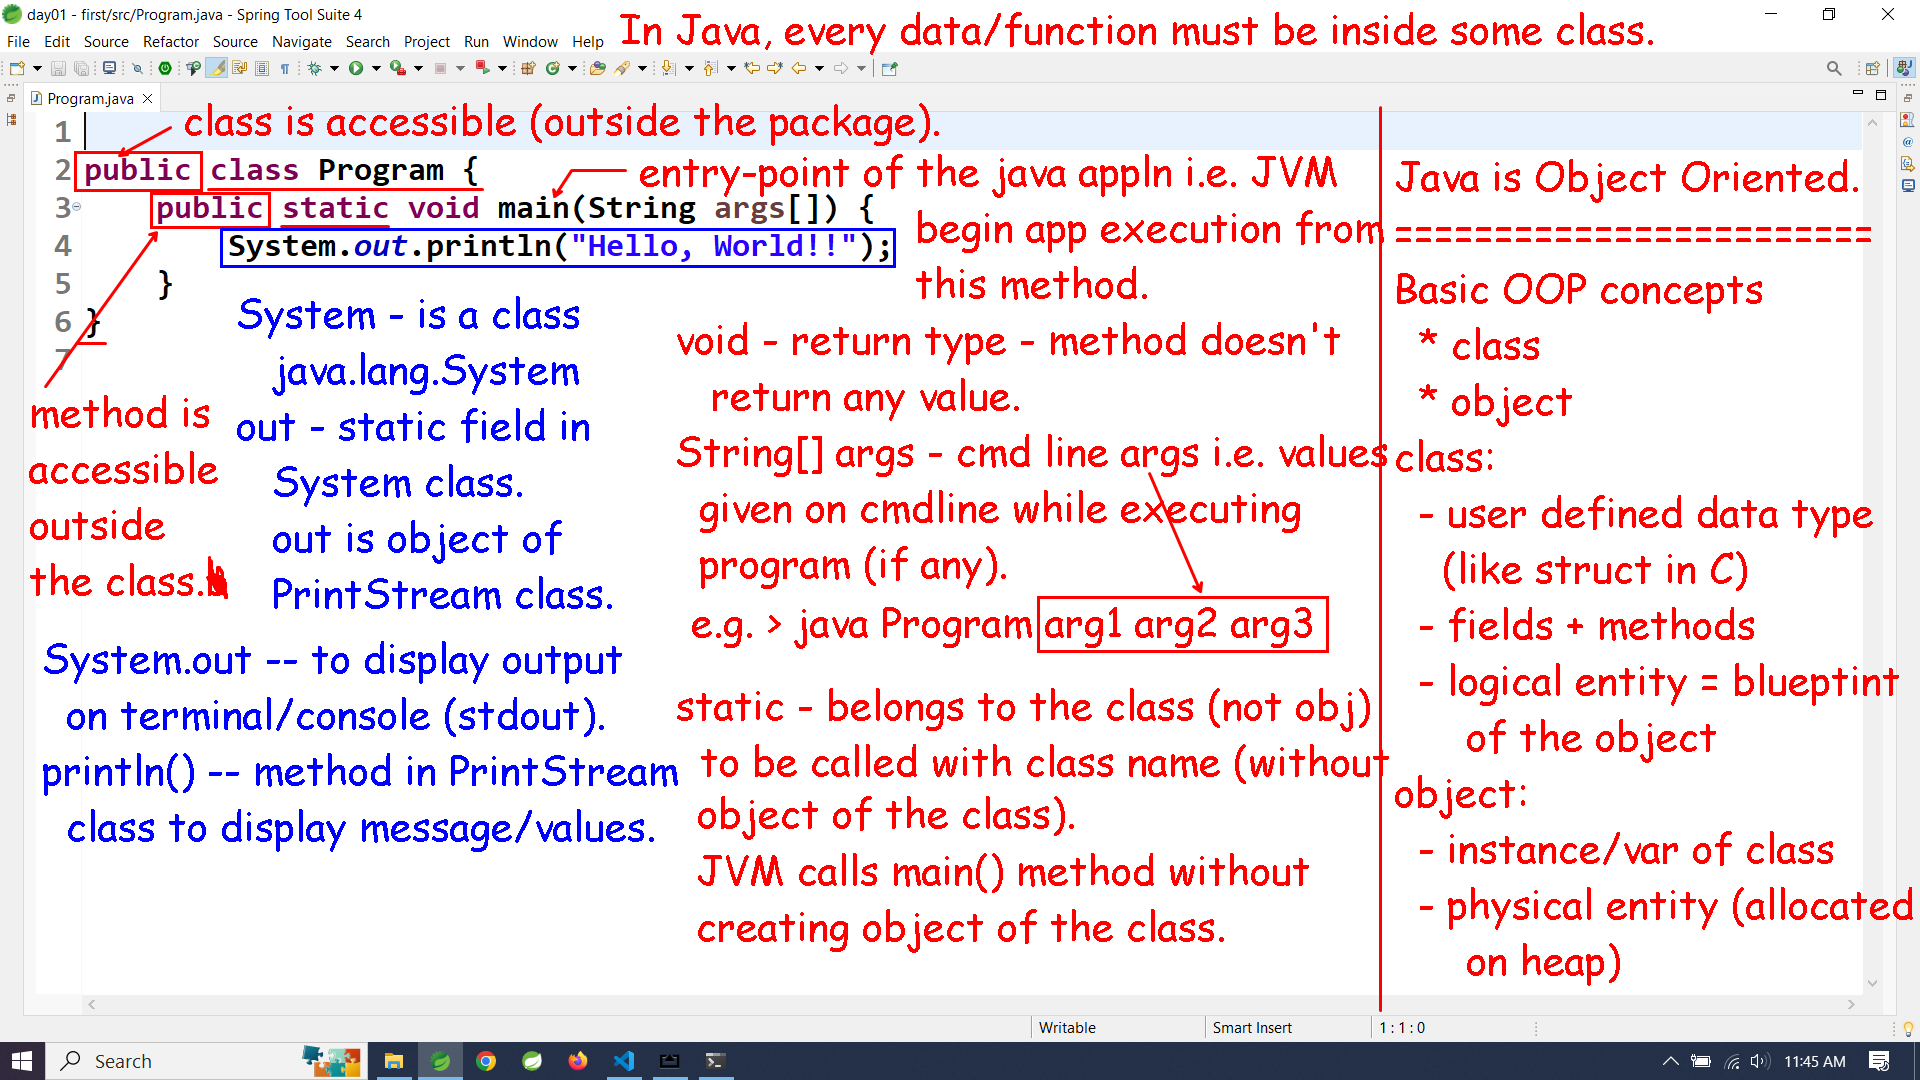 day01 - first/src/Program.java - Spring Tool Suite 4
File Edit Source Refactor Source Navigate Search Project Run Window Help
In Java, every data/function must be inside some class.
Program.java
class is accessible (outside the package).
1
2 public class Program {
3 public static void main(String args[]) {
4 System.out.println("Hello, World!!");
5 }
6 }
7
entry-point of the java appln i.e. JVM
begin app execution from
this method.
method is
accessible
outside
the class.
System - is a class
java.lang.System
out - static field in
System class.
out is object of
PrintStream class.
System.out -- to display output
on terminal/console (stdout).
println() -- method in PrintStream
class to display message/values.
void - return type - method doesn't
return any value.
String[] args - cmd line args i.e. values
given on cmdline while executing
program (if any).
e.g. > java Program arg1 arg2 arg3
static - belongs to the class (not obj)
to be called with class name (without
object of the class).
JVM calls main() method without
creating object of the class.
Java is Object Oriented.
========================
Basic OOP concepts
* class
* object
class:
- user defined data type
(like struct in C)
- fields + methods
- logical entity = blueptint
of the object
object:
- instance/var of class
- physical entity (allocated
on heap)
Writable
Smart Insert
1 : 1 : 0
Search
11:45 AM